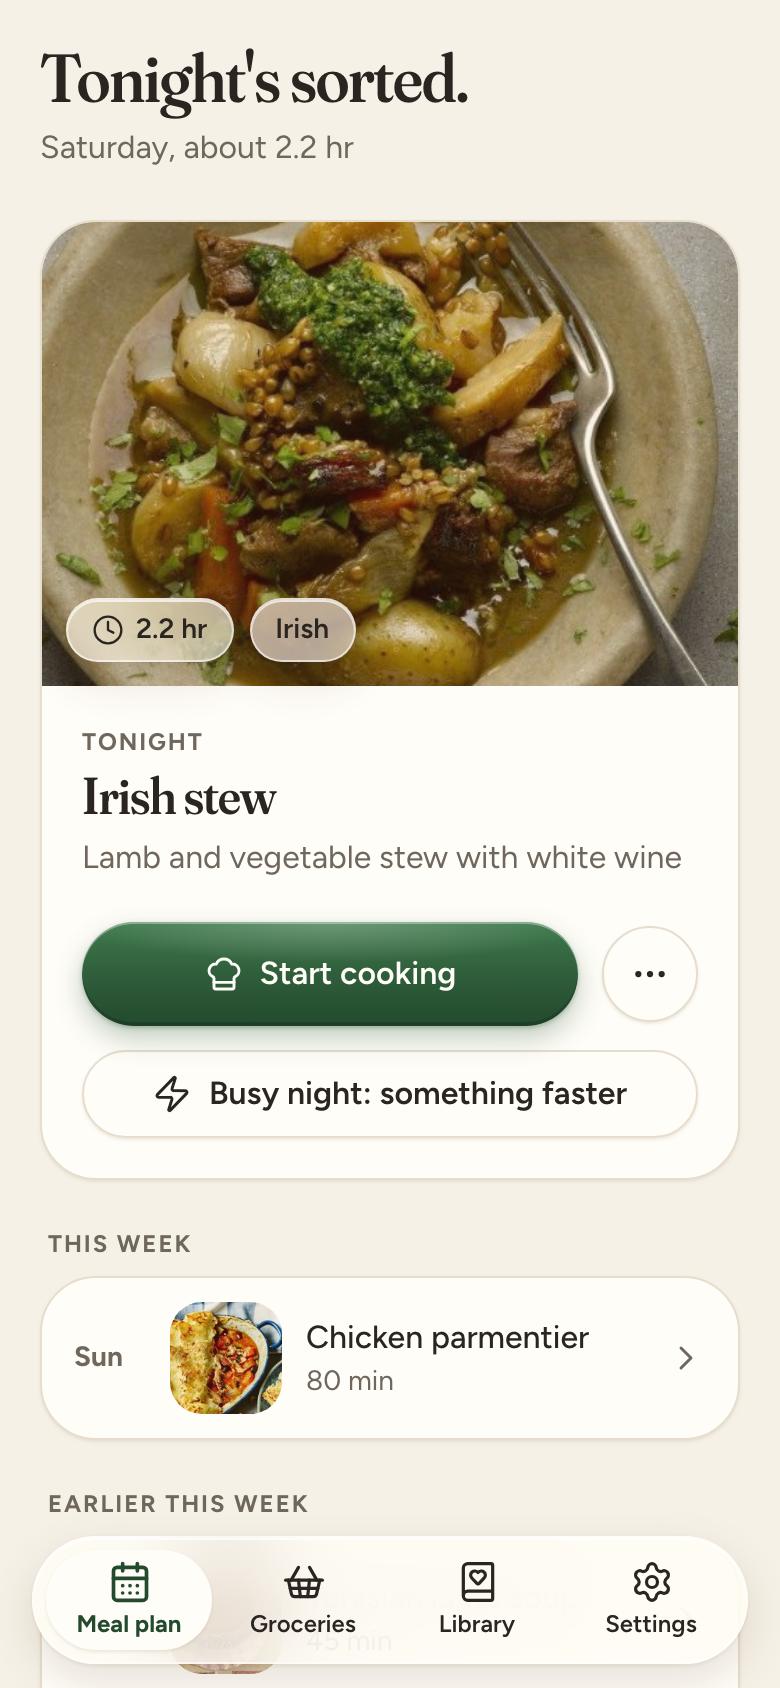 Tonight's sorted.
Saturday, about 2.2 hr
2.2 hr
Irish
TONIGHT
Irish stew
Lamb and vegetable stew with white wine
Start cooking
Busy night: something faster
THIS WEEK
Sun
Chicken parmentier
80 min
EARLIER THIS WEEK
45 min
Meal plan
Groceries
Library
Settings